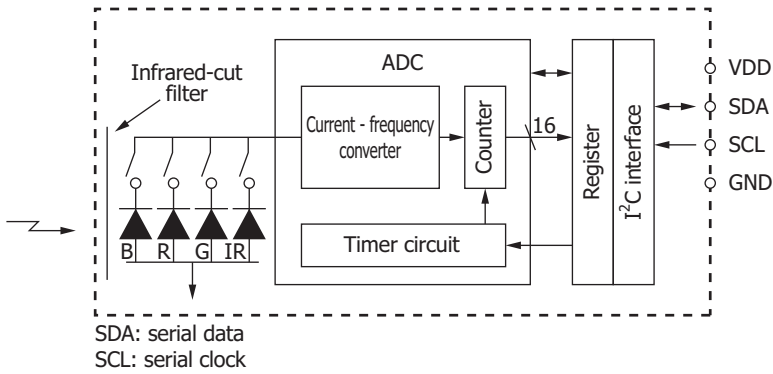 ADC
Infrared-cut
filter
Current - frequency
converter
Counter
16
Register
I²C interface
VDD
SDA
SCL
GND
Timer circuit
B R G IR
SDA: serial data
SCL: serial clock